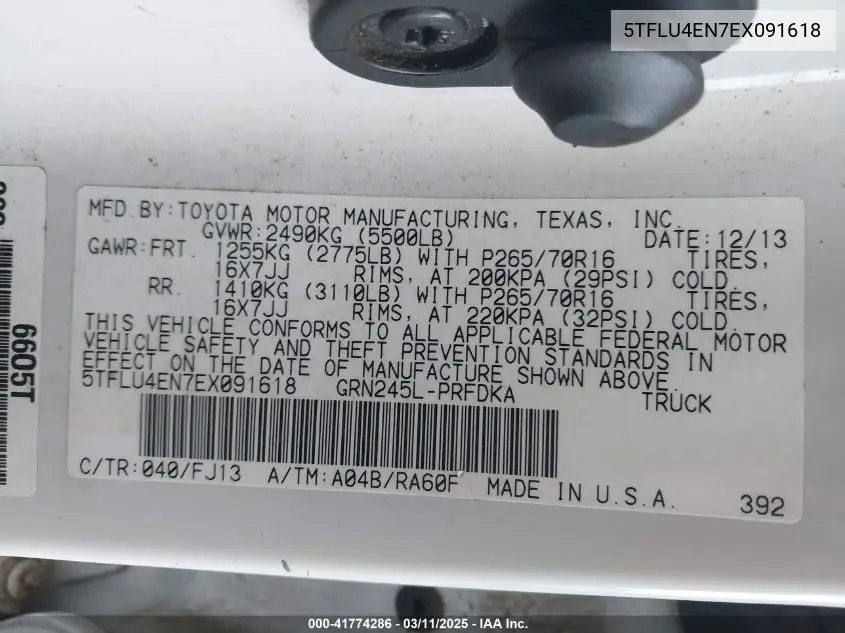 5TFLU4EN7EX091618
MFD.BY:TOYOTA MOTOR MANUFACTURING, TEXAS, INC.
GVWR:2490KG (5500LB) DATE:12/13
GAWR:FRT. 1255KG (2775LB) WITH P265/70R16 TIRES,
16X7JJ RIMS, AT 200KPA (29PSI) COLD.
RR. 1410KG (3110LB) WITH P265/70R16 TIRES,
16X7JJ RIMS, AT 220KPA (32PSI) COLD.
THIS VEHICLE CONFORMS TO ALL APPLICABLE FEDERAL MOTOR
VEHICLE SAFETY AND THEFT PREVENTION STANDARDS IN
EFFECT ON THE DATE OF MANUFACTURE SHOWN ABOVE.
5TFLU4EN7EX091618 GRN245L-PRFDKA TRUCK
C/TR:040/FJ13 A/TM:A04B/RA60F MADE IN U.S.A. 392
6605T
000-41774286 - 03/11/2025 - IAA Inc.